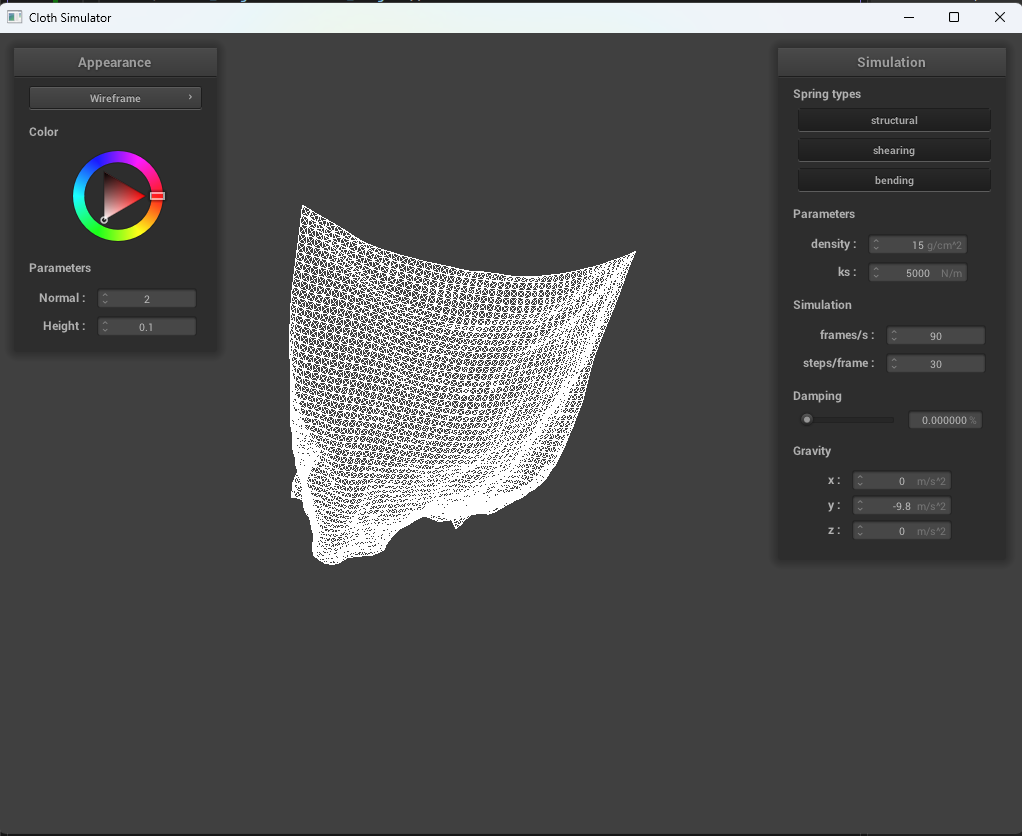 Cloth Simulator
Appearance
Wireframe
Color
Parameters
Normal : 2
Height : 0.1
Simulation
Spring types
structural
shearing
bending
Parameters
density : 15 g/cm^2
ks : 5000 N/m
Simulation
frames/s : 90
steps/frame : 30
Damping
0.000000 %
Gravity
x : 0 m/s^2
y : -9.8 m/s^2
z : 0 m/s^2